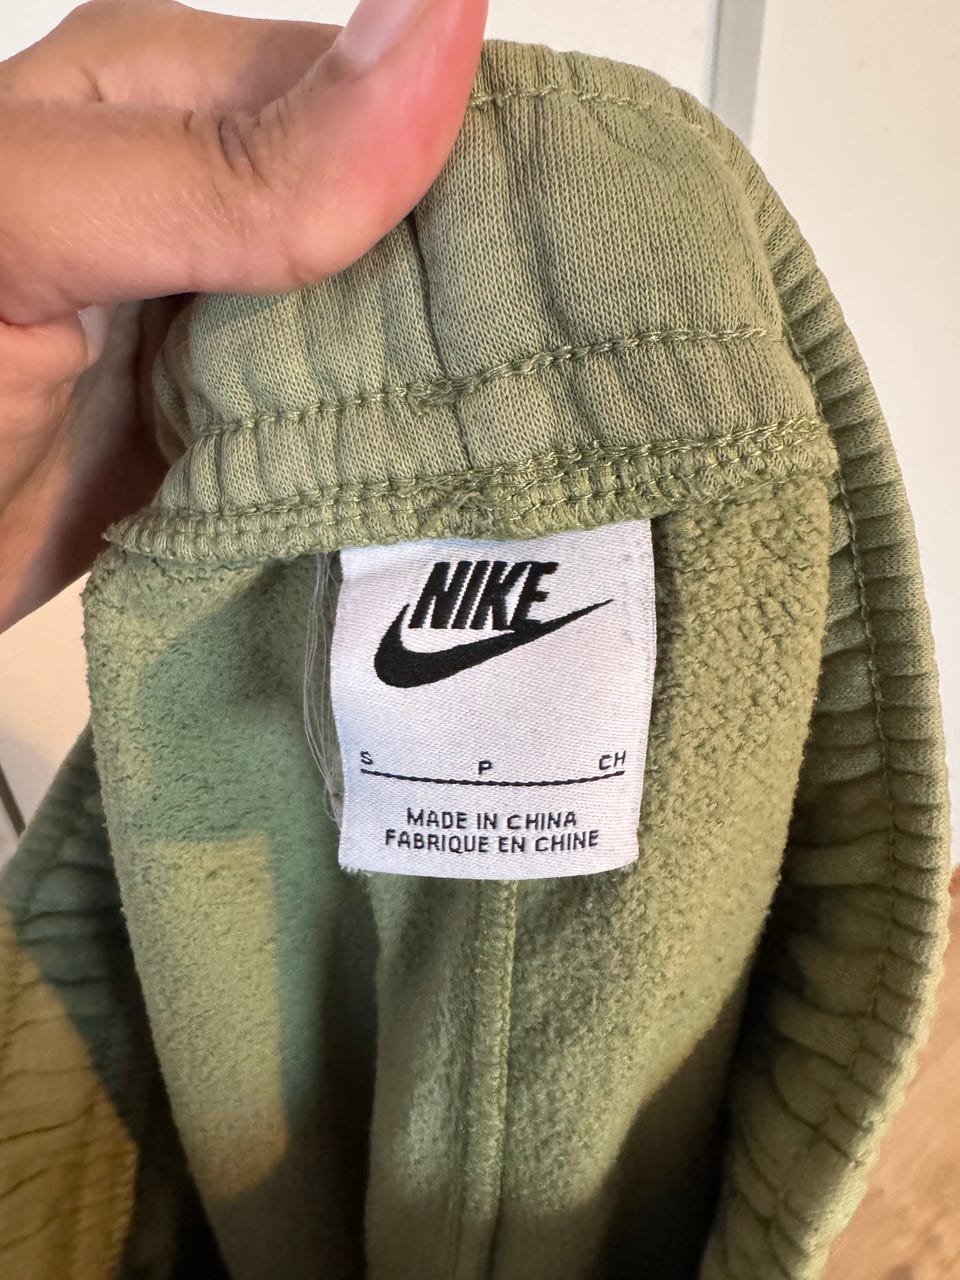 NIKE
S P CH
MADE IN CHINA
FABRIQUE EN CHINE